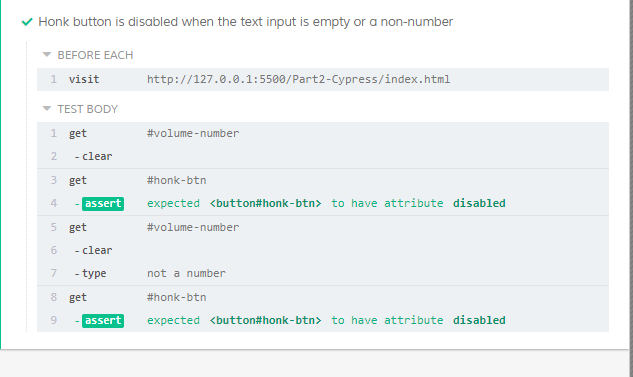 Honk button is disabled when the text input is empty or a non-number
BEFORE EACH
1 visit http://127.0.0.1:5500/Part2-Cypress/index.html
TEST BODY
1 get #volume-number
2 -clear
3 get #honk-btn
4 -assert expected <button#honk-btn> to have attribute disabled
5 get #volume-number
6 -clear
7 -type not a number
8 get #honk-btn
9 -assert expected <button#honk-btn> to have attribute disabled